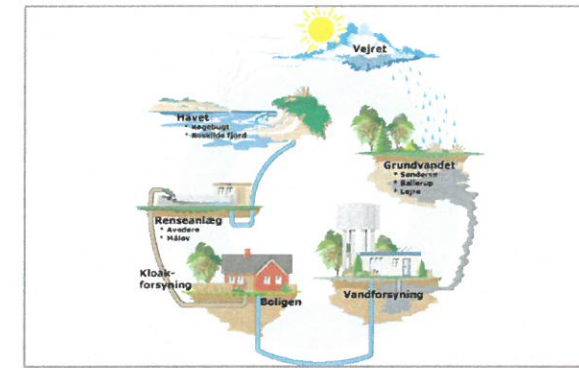 Vejret
Havet
* Køgebugt
* Roskilde fjord
Grundvandet
* Søndersø
* Ballerup
* Lejre
Renseanlæg
* Avedøre
* Måløv
Kloak-
forsyning
Boligen
Vandforsyning